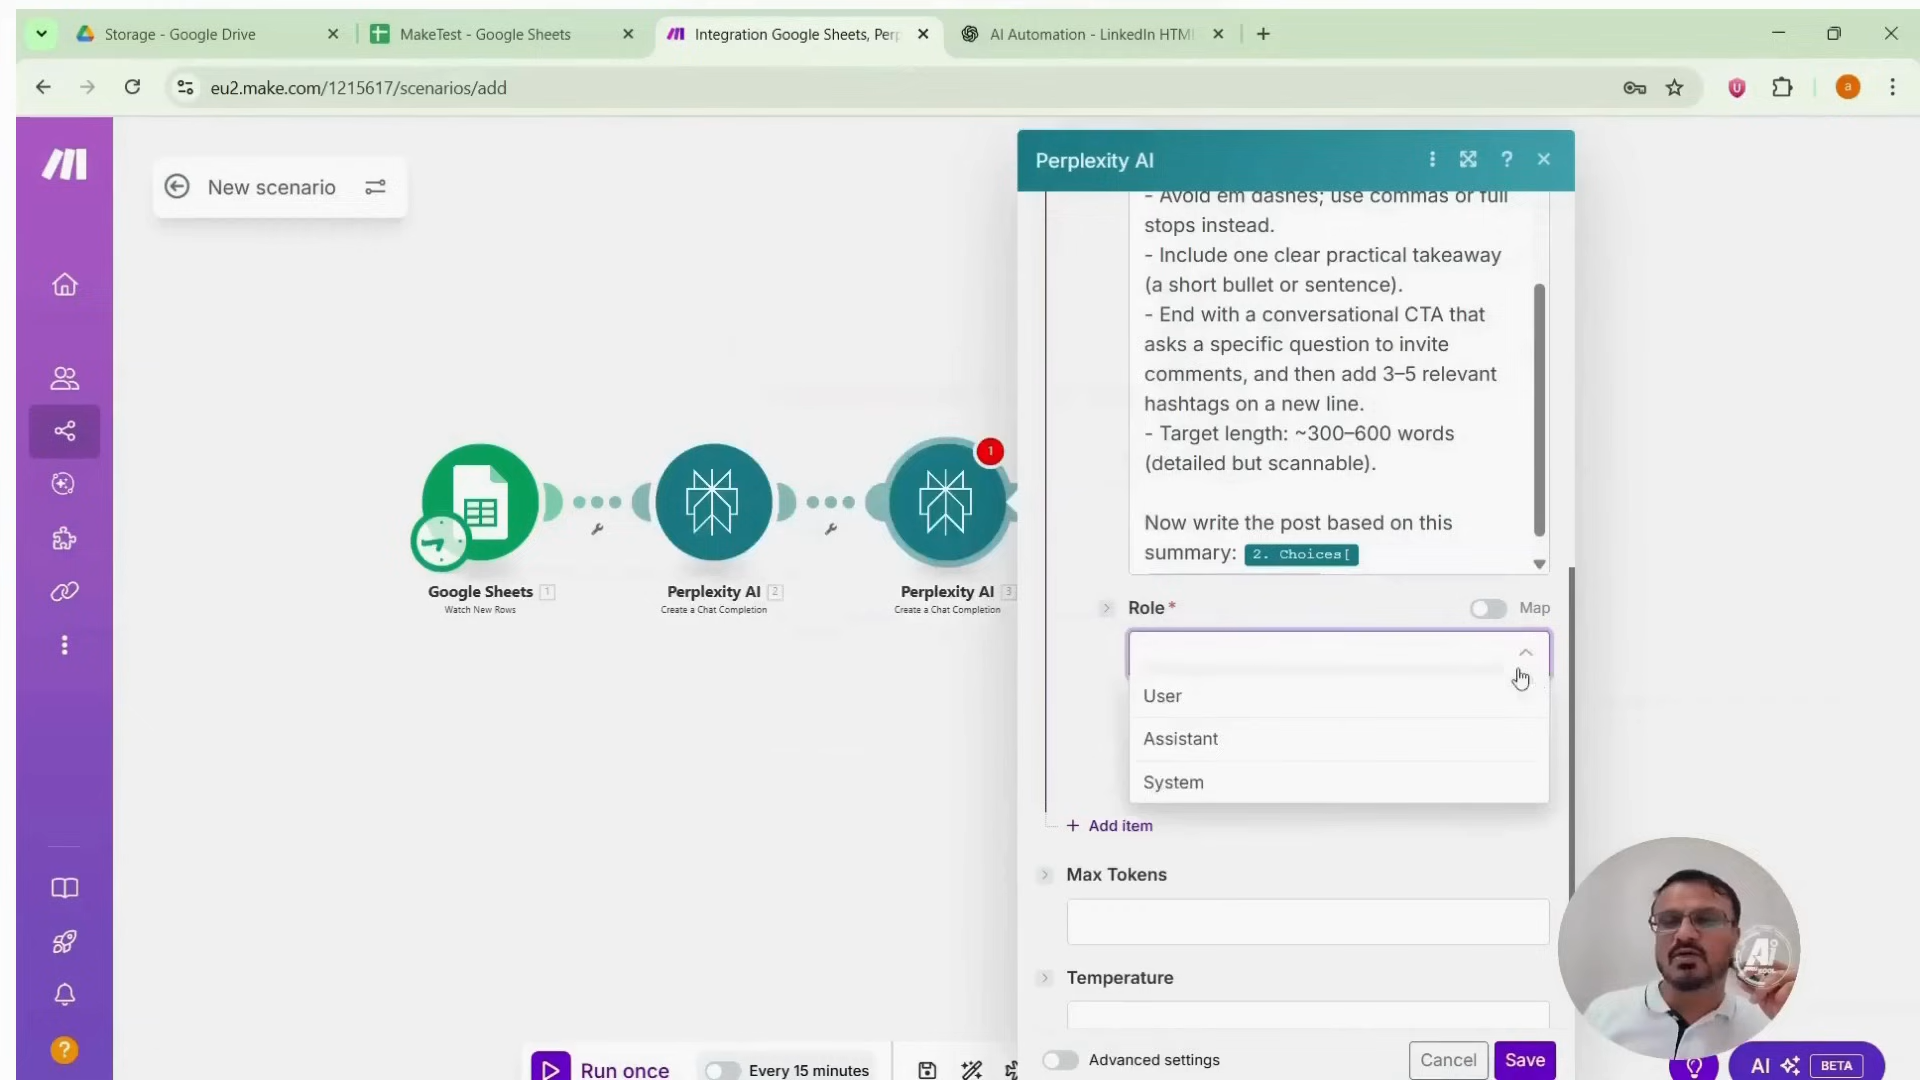 Storage - Google Drive
MakeTest - Google Sheets
Integration Google Sheets, Perp
AI Automation - LinkedIn HTML
eu2.make.com/1215617/scenarios/add
a
New scenario
Perplexity AI
- Avoid em dashes; use commas or full
stops instead.
- Include one clear practical takeaway
(a short bullet or sentence).
- End with a conversational CTA that
asks a specific question to invite
comments, and then add 3–5 relevant
hashtags on a new line.
- Target length: ~300–600 words
(detailed but scannable).
Now write the post based on this
summary: 2. Choices[
1
Google Sheets 1
Watch New Rows
Perplexity AI 2
Create a Chat Completion
Perplexity AI 3
Create a Chat Completion
Role *
Map
User
Assistant
System
+ Add item
Max Tokens
Temperature
Advanced settings
Cancel
Save
Run once
Every 15 minutes
AI BETA